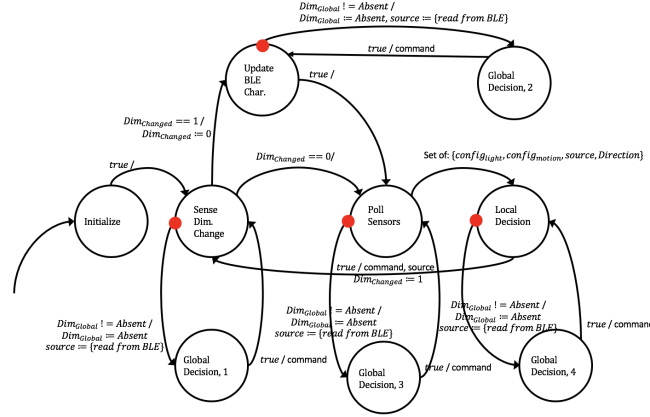 Dim_Global ! = Absent /
Dim_Global ≔ Absent, source ≔ {read from BLE}
true / command
Update
BLE
Char.
true /
Global
Decision, 2
Dim_Changed == 1 /
Dim_Changed ≔ 0
true /
Dim_Changed == 0/
Set of: {config_light, config_motion, source, Direction}
Initialize
Sense
Dim.
Change
Poll
Sensors
Local
Decision
true / command, source
Dim_Changed ≔ 1
Dim_Global ! = Absent /
Dim_Global ≔ Absent
source ≔ {read from BLE}
Dim_Global ! = Absent /
Dim_Global ≔ Absent
source ≔ {read from BLE}
Dim_Global ! = Absent /
Dim_Global ≔ Absent
source ≔ {read from BLE}
Global
Decision, 1
true / command
Global
Decision, 3
true / command
Global
Decision, 4
true / command